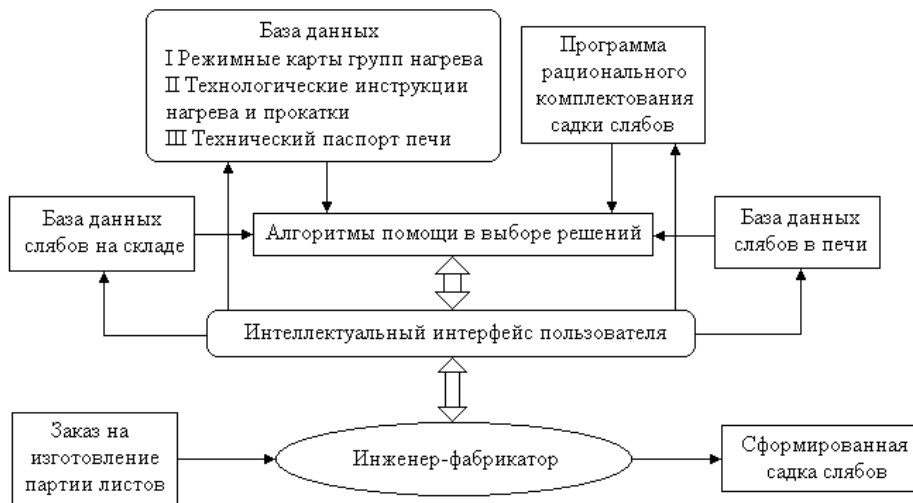 База данных
I Режимные карты групп нагрева
II Технологические инструкции
нагрева и прокатки
III Технический паспорт печи
Программа
рационального
комплектования
садки слябов
База данных
слябов на складе
Алгоритмы помощи в выборе решений
База данных
слябов в печи
Интеллектуальный интерфейс пользователя
Заказ на
изготовление
партии листов
Инженер-фабрикатор
Сформированная
садка слябов